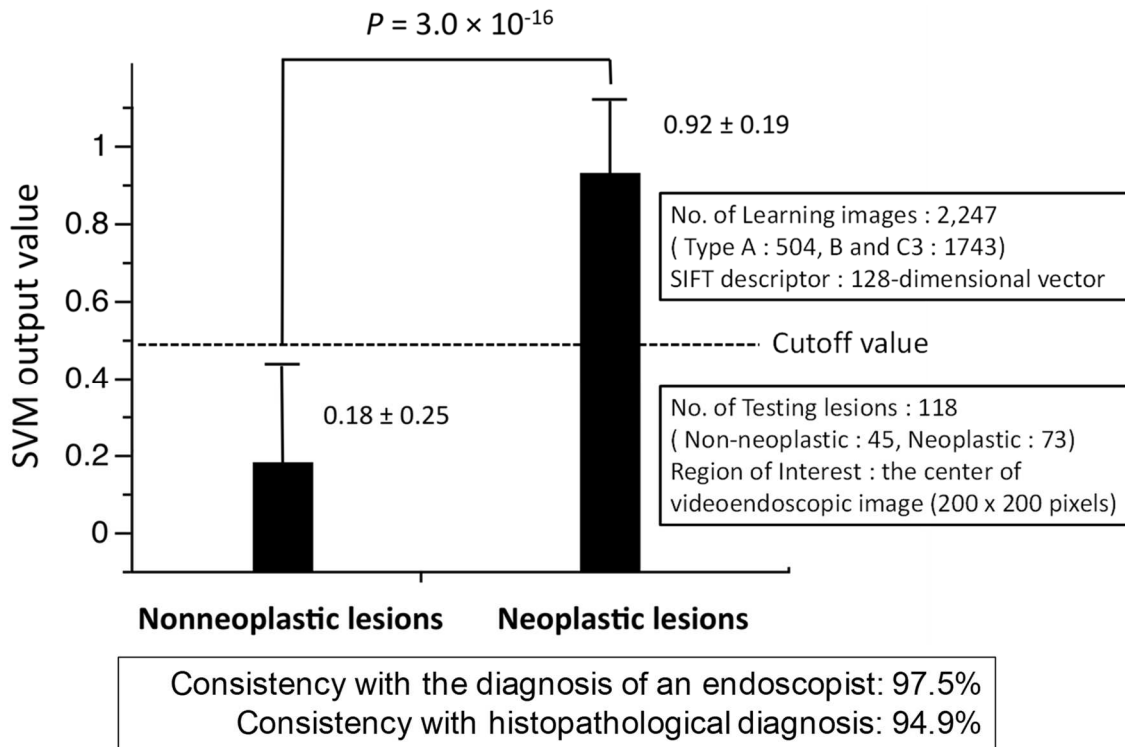 P = 3.0 × 10⁻¹⁶
0.92 ± 0.19
1
0.8
0.6
0.4
0.2
0
SVM output value
No. of Learning images : 2,247
( Type A : 504, B and C3 : 1743)
SIFT descriptor : 128-dimensional vector
Cutoff value
0.18 ± 0.25
No. of Testing lesions : 118
( Non-neoplastic : 45, Neoplastic : 73)
Region of Interest : the center of
videoendoscopic image (200 x 200 pixels)
Nonneoplastic lesions
Neoplastic lesions
Consistency with the diagnosis of an endoscopist: 97.5%
Consistency with histopathological diagnosis: 94.9%